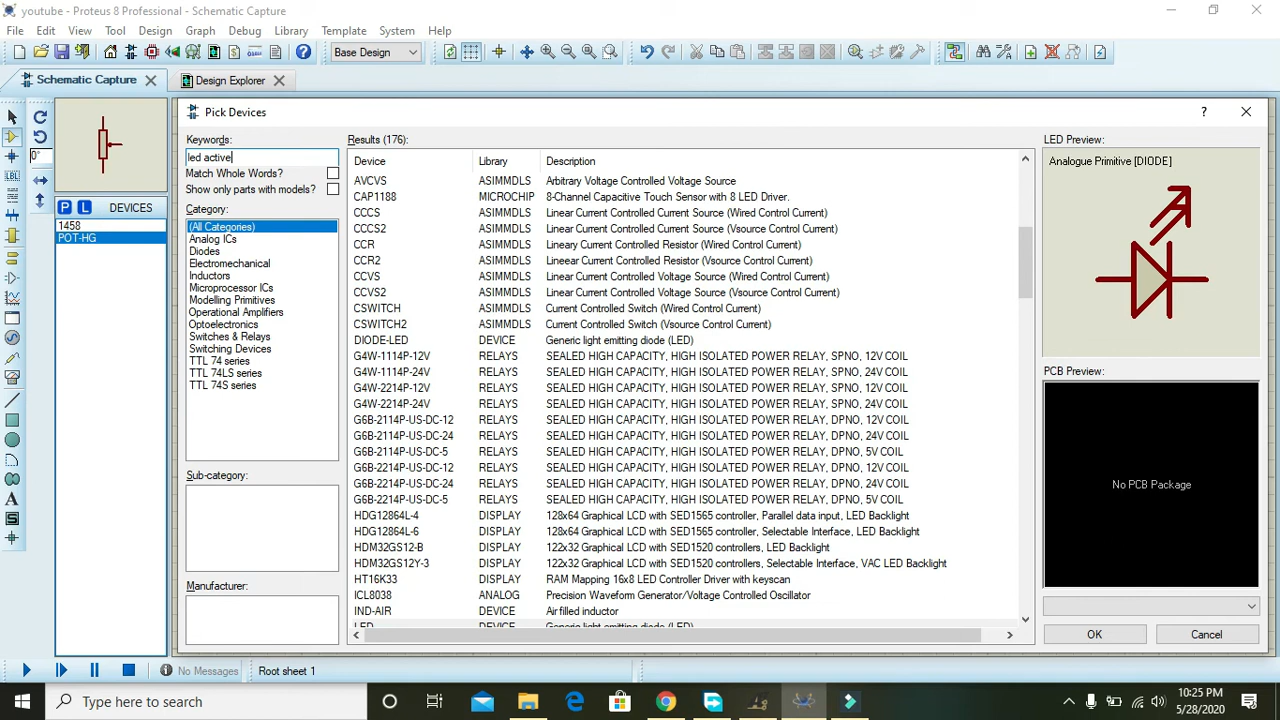 youtube - Proteus 8 Professional - Schematic Capture
File Edit View Tool Design Graph Debug Library Template System Help
Base Design
Schematic Capture
Design Explorer
0°
P L DEVICES
1458
POT-HG
Pick Devices
Keywords:
led active
Match Whole Words?
Show only parts with models?
Category:
(All Categories)
Analog ICs
Diodes
Electromechanical
Inductors
Microprocessor ICs
Modelling Primitives
Operational Amplifiers
Optoelectronics
Switches & Relays
Switching Devices
TTL 74 series
TTL 74LS series
TTL 74S series
Sub-category:
Manufacturer:
Results (176):
Device Library Description
AVCVS ASIMMDLS Arbitrary Voltage Controlled Voltage Source
CAP1188 MICROCHIP 8-Channel Capacitive Touch Sensor with 8 LED Driver.
CCCS ASIMMDLS Linear Current Controlled Current Source (Wired Control Current)
CCCS2 ASIMMDLS Linear Current Controlled Current Source (Vsource Control Current)
CCR ASIMMDLS Lineary Current Controlled Resistor (Wired Control Current)
CCR2 ASIMMDLS Lineear Current Controlled Resistor (Vsource Control Current)
CCVS ASIMMDLS Linear Current Controlled Voltage Source (Wired Control Current)
CCVS2 ASIMMDLS Linear Current Controlled Voltage Source (Vsource Control Current)
CSWITCH ASIMMDLS Current Controlled Switch (Wired Control Current)
CSWITCH2 ASIMMDLS Current Controlled Switch (Vsource Control Current)
DIODE-LED DEVICE Generic light emitting diode (LED)
G4W-1114P-12V RELAYS SEALED HIGH CAPACITY, HIGH ISOLATED POWER RELAY, SPNO, 12V COIL
G4W-1114P-24V RELAYS SEALED HIGH CAPACITY, HIGH ISOLATED POWER RELAY, SPNO, 24V COIL
G4W-2214P-12V RELAYS SEALED HIGH CAPACITY, HIGH ISOLATED POWER RELAY, SPNO, 12V COIL
G4W-2214P-24V RELAYS SEALED HIGH CAPACITY, HIGH ISOLATED POWER RELAY, SPNO, 24V COIL
G6B-2114P-US-DC-12 RELAYS SEALED HIGH CAPACITY, HIGH ISOLATED POWER RELAY, DPNO, 12V COIL
G6B-2114P-US-DC-24 RELAYS SEALED HIGH CAPACITY, HIGH ISOLATED POWER RELAY, DPNO, 24V COIL
G6B-2114P-US-DC-5 RELAYS SEALED HIGH CAPACITY, HIGH ISOLATED POWER RELAY, DPNO, 5V COIL
G6B-2214P-US-DC-12 RELAYS SEALED HIGH CAPACITY, HIGH ISOLATED POWER RELAY, DPNO, 12V COIL
G6B-2214P-US-DC-24 RELAYS SEALED HIGH CAPACITY, HIGH ISOLATED POWER RELAY, DPNO, 24V COIL
G6B-2214P-US-DC-5 RELAYS SEALED HIGH CAPACITY, HIGH ISOLATED POWER RELAY, DPNO, 5V COIL
HDG12864L-4 DISPLAY 128x64 Graphical LCD with SED1565 controller, Parallel data input, LED Backlight
HDG12864L-6 DISPLAY 128x64 Graphical LCD with SED1565 controller, Selectable Interface, LED Backlight
HDM32GS12-B DISPLAY 122x32 Graphical LCD with SED1520 controllers, LED Backlight
HDM32GS12Y-3 DISPLAY 122x32 Graphical LCD with SED1520 controllers, Selectable Interface, VAC LED Backlight
HT16K33 DISPLAY RAM Mapping 16x8 LED Controller Driver with keyscan
ICL8038 ANALOG Precision Waveform Generator/Voltage Controlled Oscillator
IND-AIR DEVICE Air filled inductor
LED DEVICE Generic light emitting diode (LED)
LED Preview:
Analogue Primitive [DIODE]
PCB Preview:
No PCB Package
OK Cancel
No Messages Root sheet 1
Type here to search
10:25 PM
5/28/2020